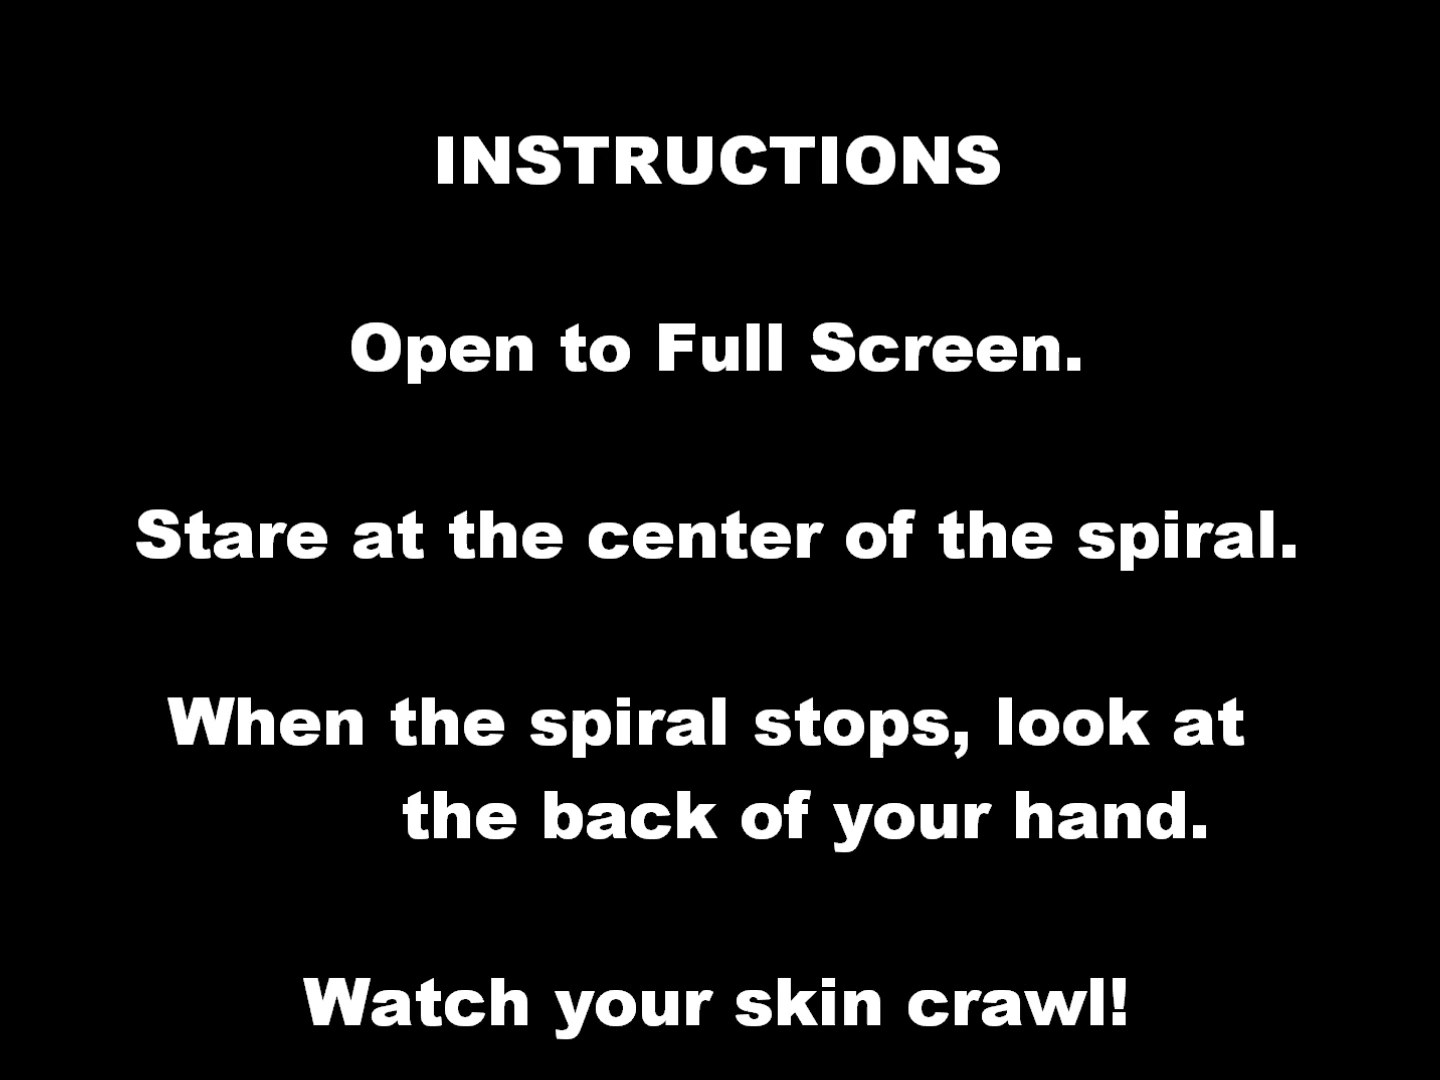 INSTRUCTIONS
Open to Full Screen.
Stare at the center of the spiral.
When the spiral stops, look at
the back of your hand.
Watch your skin crawl!